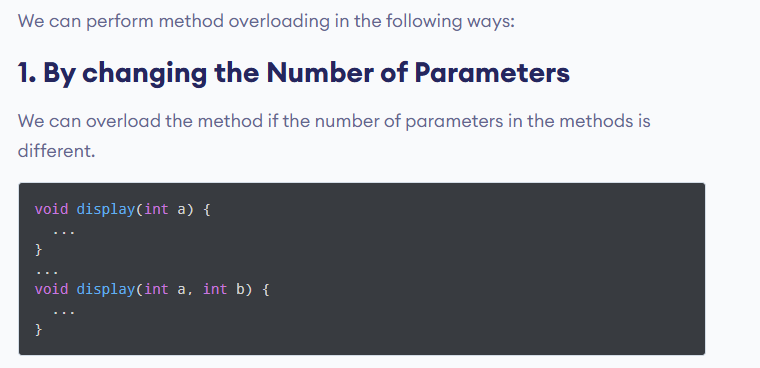 We can perform method overloading in the following ways:
1. By changing the Number of Parameters
We can overload the method if the number of parameters in the methods is
different.
void display(int a) {
  ...
}
...
void display(int a, int b) {
  ...
}